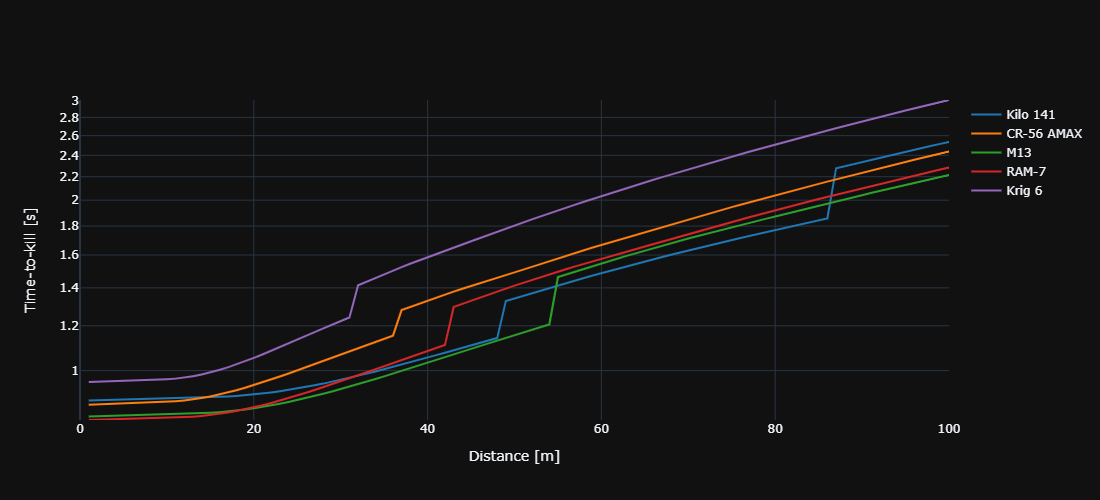 3
2.8
2.6
2.4
2.2
2
1.8
1.6
1.4
1.2
1
Time-to-kill [s]
0 20 40 60 80 100
Distance [m]
Kilo 141
CR-56 AMAX
M13
RAM-7
Krig 6